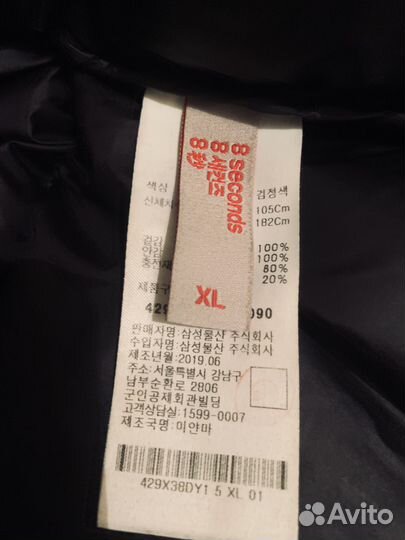 8 seconds
8 세컨즈
8 秒
XL
색상
검정색
신체치
105Cm
182Cm
겉감
100%
안감
100%
충전재
80%
20%
제품구
429
090
판매자명:삼성물산 주식회사
수입자명:삼성물산 주식회사
제조년월:2019.06
주소:서울특별시 강남구
남부순환로 2806
군인공제회관빌딩
고객상담실:1599-0007
제조국명:미얀마
429X38DY1 5 XL 01
Avito